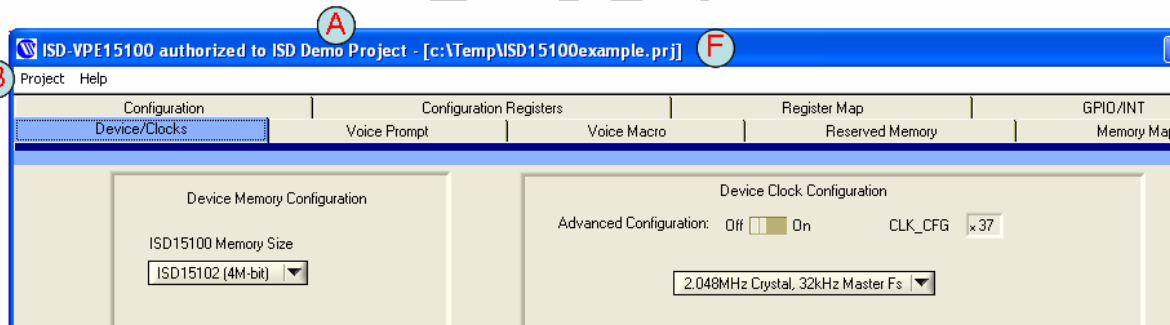 A
ISD-VPE15100 authorized to ISD Demo Project - [c:\Temp\ISD15100example.prj] F
Project Help
Configuration Configuration Registers Register Map GPIO/INT
Device/Clocks Voice Prompt Voice Macro Reserved Memory Memory Map
Device Memory Configuration
Device Clock Configuration
Advanced Configuration: Off On CLK_CFG x37
ISD15100 Memory Size
ISD15102 (4M-bit)
2.048MHz Crystal, 32kHz Master Fs